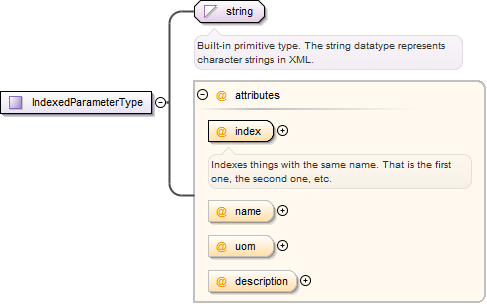 string
Built-in primitive type. The string datatype represents
character strings in XML.
IndexedParameterType
@ attributes
@ index
Indexes things with the same name. That is the first
one, the second one, etc.
@ name
@ uom
@ description